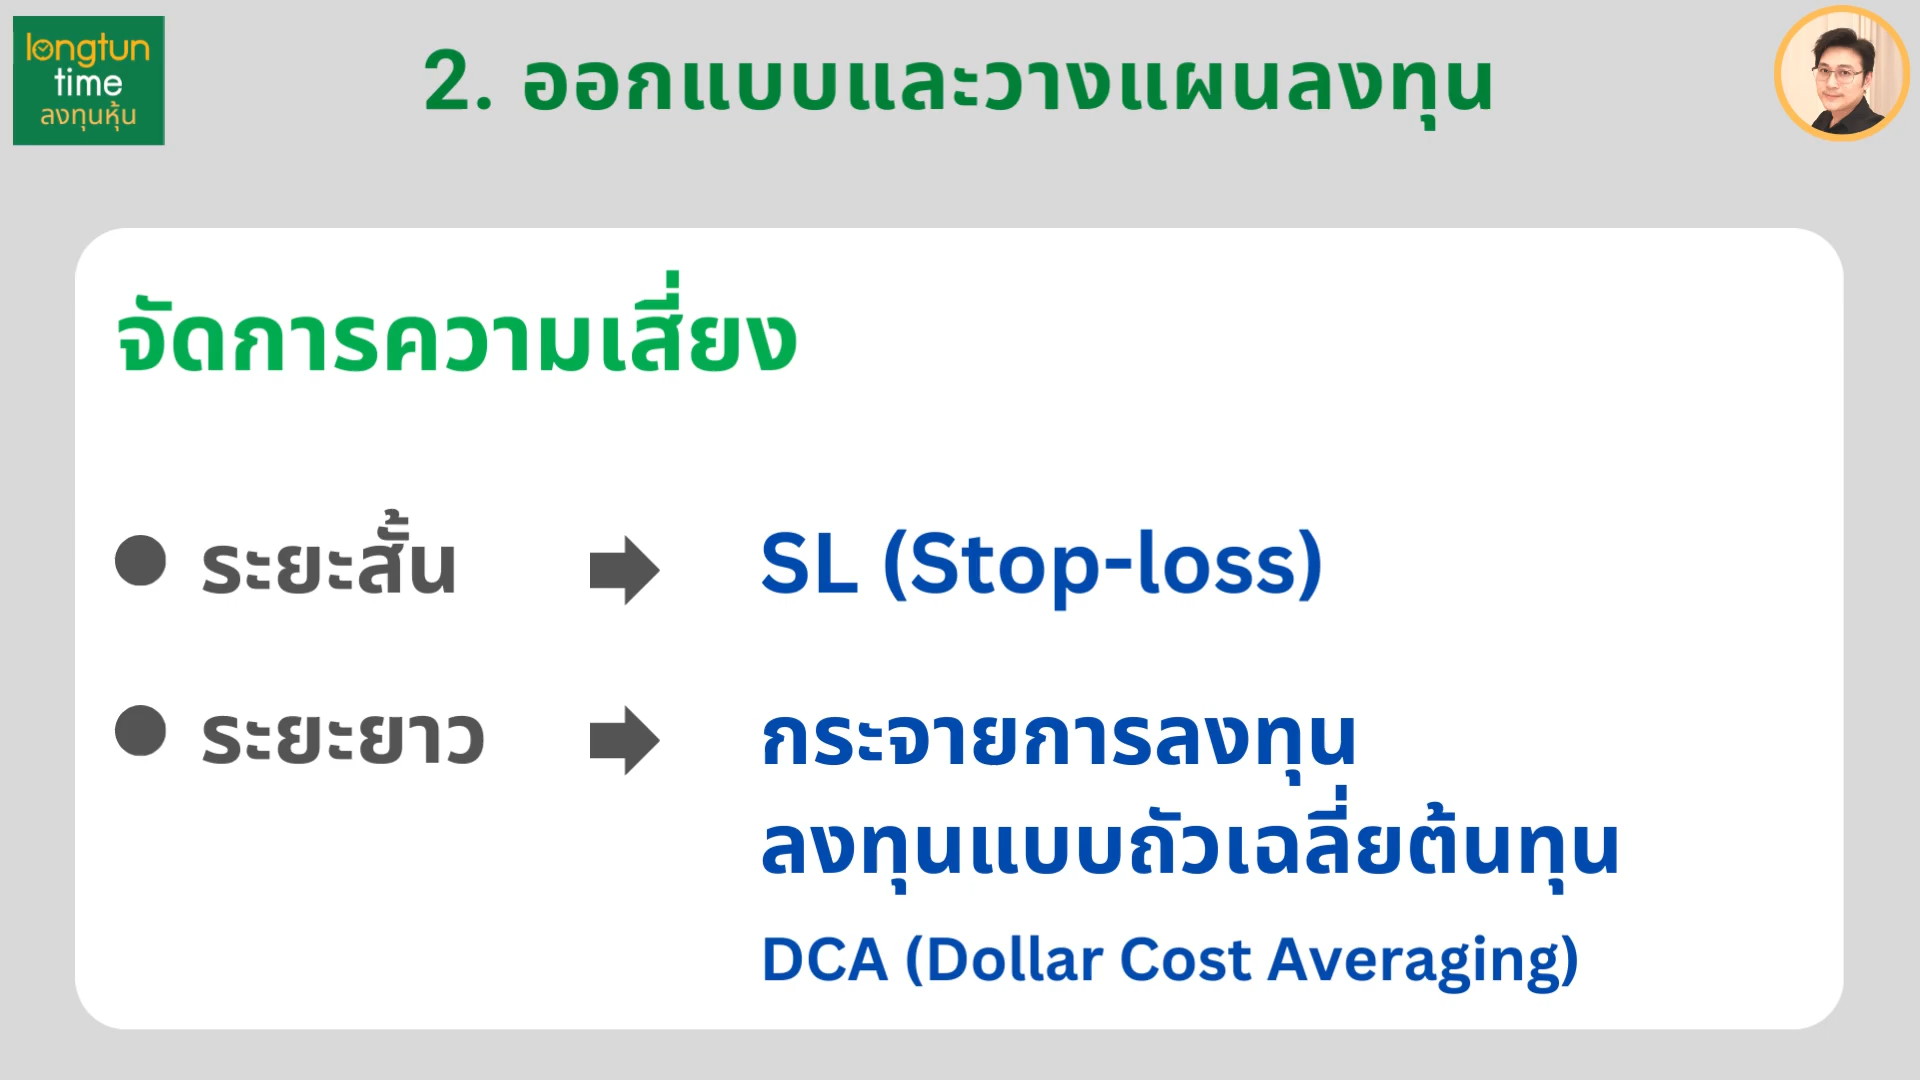 longtun
time
ลงทุนหุ้น
2. ออกแบบและวางแผนลงทุน
จัดการความเสี่ยง
ระยะสั้น
SL (Stop-loss)
ระยะยาว
กระจายการลงทุน
ลงทุนแบบถัวเฉลี่ยต้นทุน
DCA (Dollar Cost Averaging)